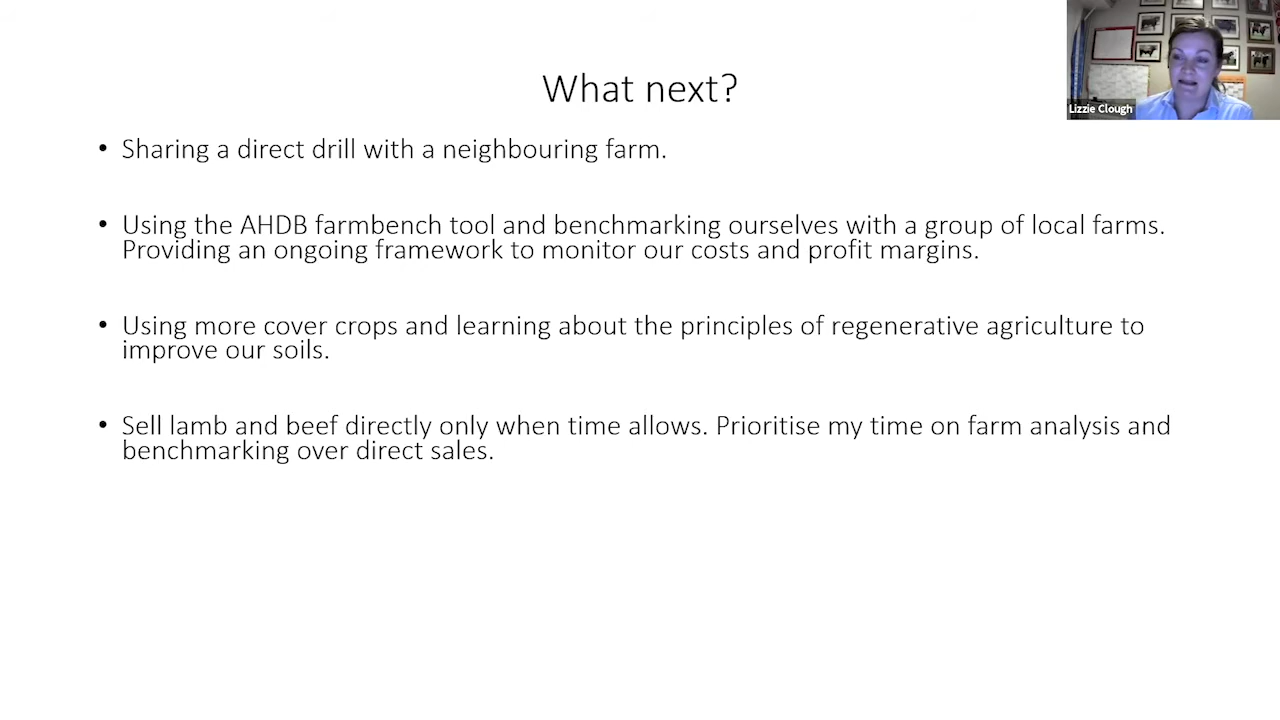 What next?
Lizzie Clough
• Sharing a direct drill with a neighbouring farm.
• Using the AHDB farmbench tool and benchmarking ourselves with a group of local farms.
Providing an ongoing framework to monitor our costs and profit margins.
• Using more cover crops and learning about the principles of regenerative agriculture to
improve our soils.
• Sell lamb and beef directly only when time allows. Prioritise my time on farm analysis and
benchmarking over direct sales.